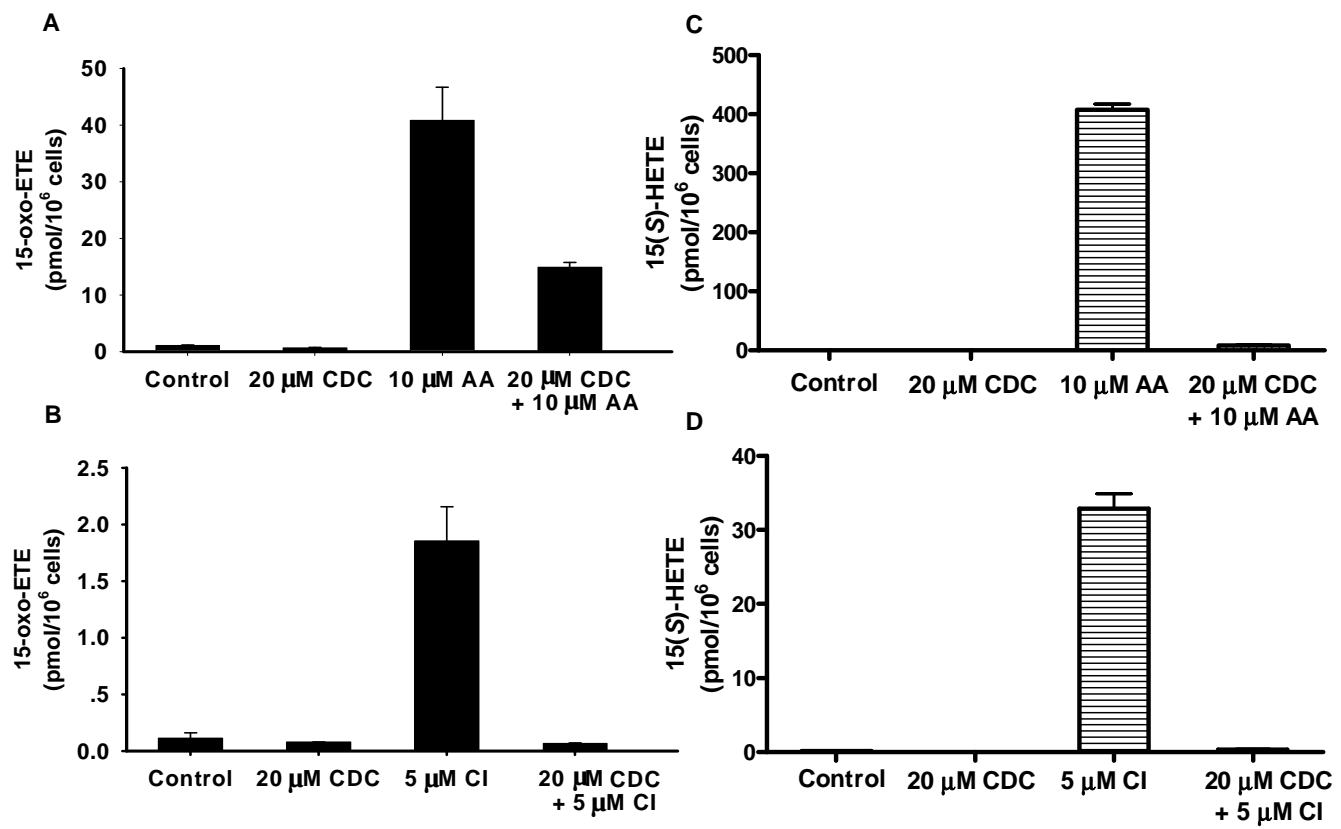 A
15-oxo-ETE
(pmol/10⁶ cells)
50
40
30
20
10
0
Control
20 μM CDC
10 μM AA
20 μM CDC
+ 10 μM AA
C
15(S)-HETE
(pmol/10⁶ cells)
500
400
300
200
100
0
Control
20 μM CDC
10 μM AA
20 μM CDC
+ 10 μM AA
B
15-oxo-ETE
(pmol/10⁶ cells)
2.5
2.0
1.5
1.0
.5
0.0
Control
20 μM CDC
5 μM CI
20 μM CDC
+ 5 μM CI
D
15(S)-HETE
(pmol/10⁶ cells)
40
30
20
10
0
Control
20 μM CDC
5 μM CI
20 μM CDC
+ 5 μM CI